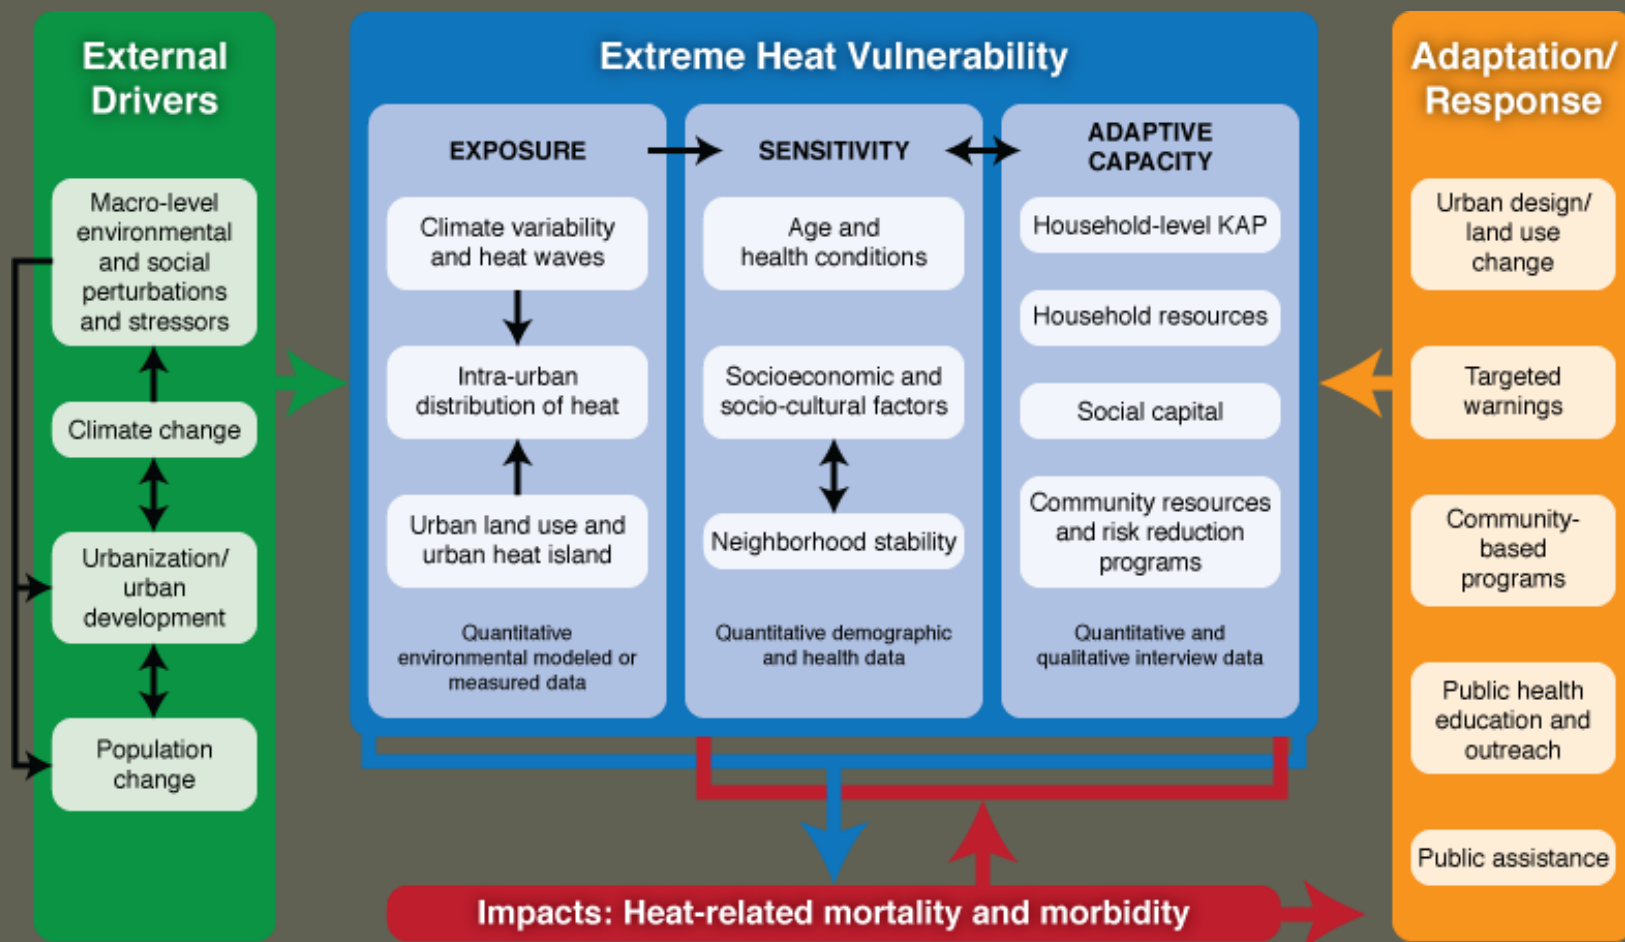 External
Drivers
Macro-level
environmental
and social
perturbations
and stressors
Climate change
Urbanization/
urban
development
Population
change
Extreme Heat Vulnerability
EXPOSURE
Climate variability
and heat waves
Intra-urban
distribution of heat
Urban land use and
urban heat island
Quantitative
environmental modeled or
measured data
SENSITIVITY
Age and
health conditions
Socioeconomic and
socio-cultural factors
Neighborhood stability
Quantitative demographic
and health data
ADAPTIVE
CAPACITY
Household-level KAP
Household resources
Social capital
Community resources
and risk reduction
programs
Quantitative and
qualitative interview data
Impacts: Heat-related mortality and morbidity
Adaptation/
Response
Urban design/
land use
change
Targeted
warnings
Community-
based
programs
Public health
education and
outreach
Public assistance